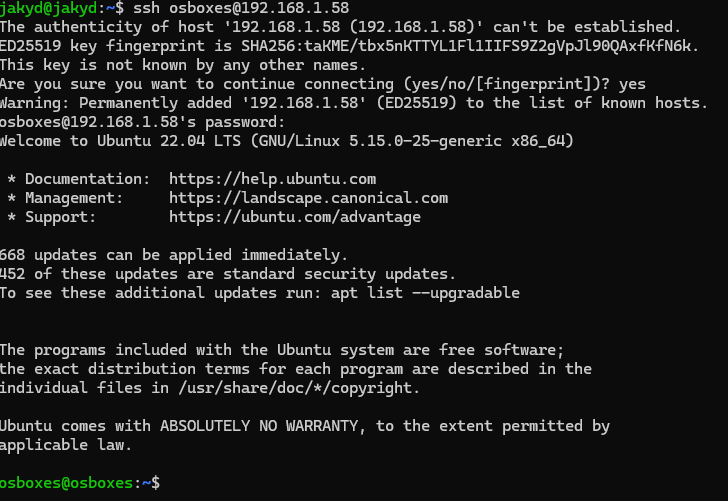 jakyd@jakyd:~$ ssh osboxes@192.168.1.58
The authenticity of host '192.168.1.58 (192.168.1.58)' can't be established.
ED25519 key fingerprint is SHA256:taKME/tbx5nKTTYL1Fl1IIFS9Z2gVpJl90QAxfKfN6k.
This key is not known by any other names.
Are you sure you want to continue connecting (yes/no/[fingerprint])? yes
Warning: Permanently added '192.168.1.58' (ED25519) to the list of known hosts.
osboxes@192.168.1.58's password:
Welcome to Ubuntu 22.04 LTS (GNU/Linux 5.15.0-25-generic x86_64)
* Documentation: https://help.ubuntu.com
* Management: https://landscape.canonical.com
* Support: https://ubuntu.com/advantage
668 updates can be applied immediately.
452 of these updates are standard security updates.
To see these additional updates run: apt list --upgradable
The programs included with the Ubuntu system are free software;
the exact distribution terms for each program are described in the
individual files in /usr/share/doc/*/copyright.
Ubuntu comes with ABSOLUTELY NO WARRANTY, to the extent permitted by
applicable law.
osboxes@osboxes:~$